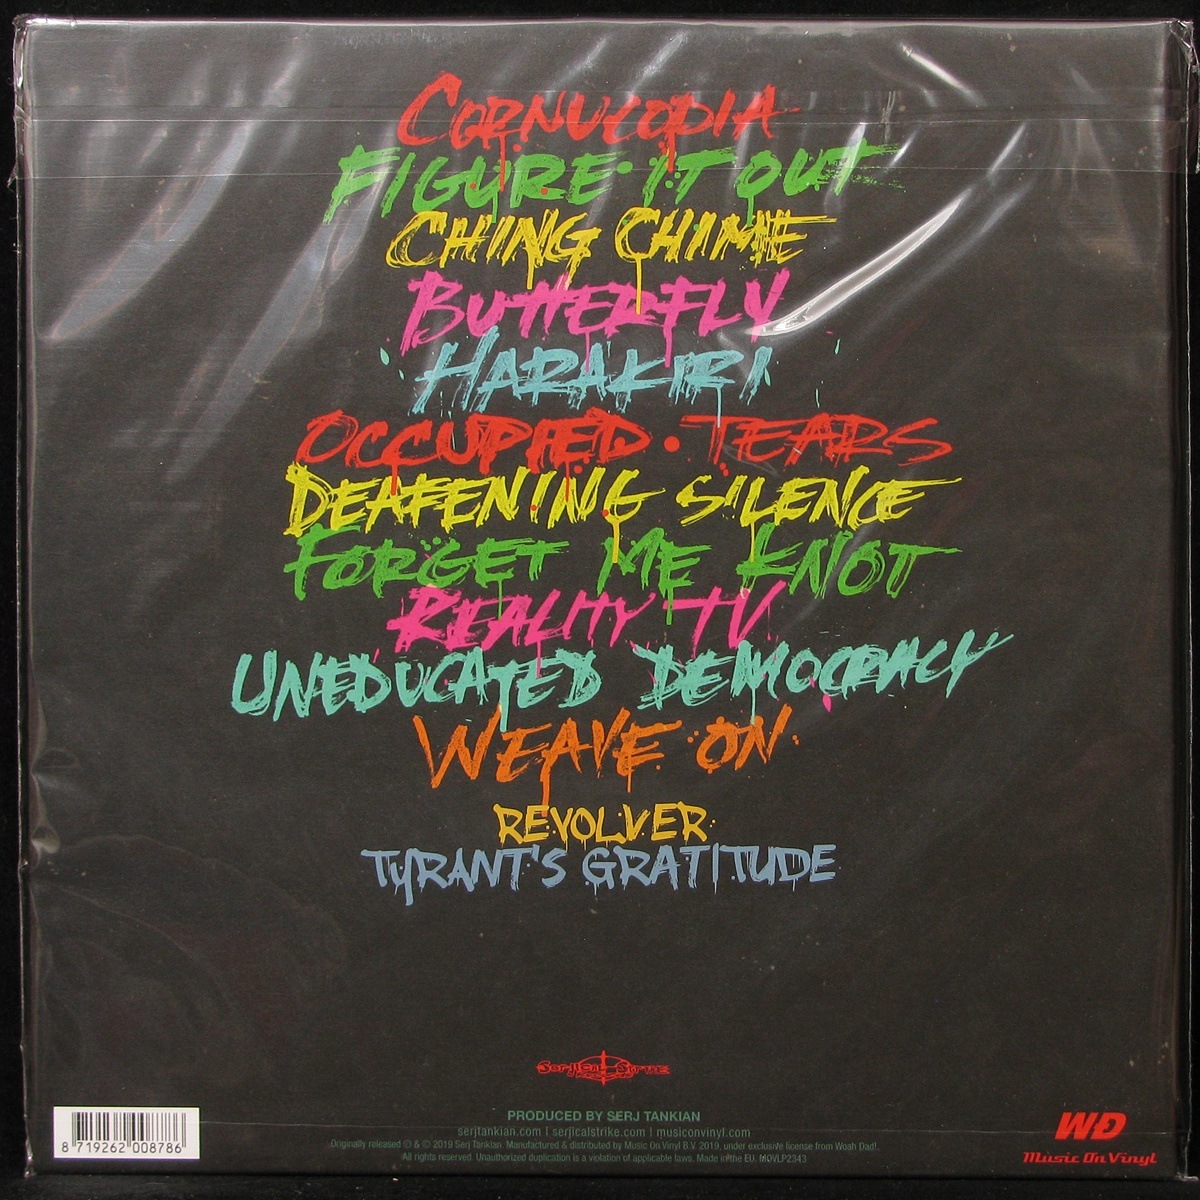 CORNUCOPIA
FIGURE IT OUT
CHING CHIME
BUTTERFLY
HARAKIRI
OCCUPIED TEARS
DEAFENING SILENCE
FORGET ME KNOT
REALITY TV
UNEDUCATED DEMOCRACY
WEAVE ON
REVOLVER
TYRANT'S GRATITUDE
SERJICAL STRIKE
PRODUCED BY SERJ TANKIAN
serjtankian.com | serjicalstrike.com | musiconvinyl.com
Originally released © & © 2019 Serj Tankian. Manufactured & distributed by Music On Vinyl B.V. 2019, under exclusive license from Woah Dad!.
All rights reserved. Unauthorized duplication is a violation of applicable laws. Made in the EU. MOVLP2343
8 719262 008786
WD
Music On Vinyl